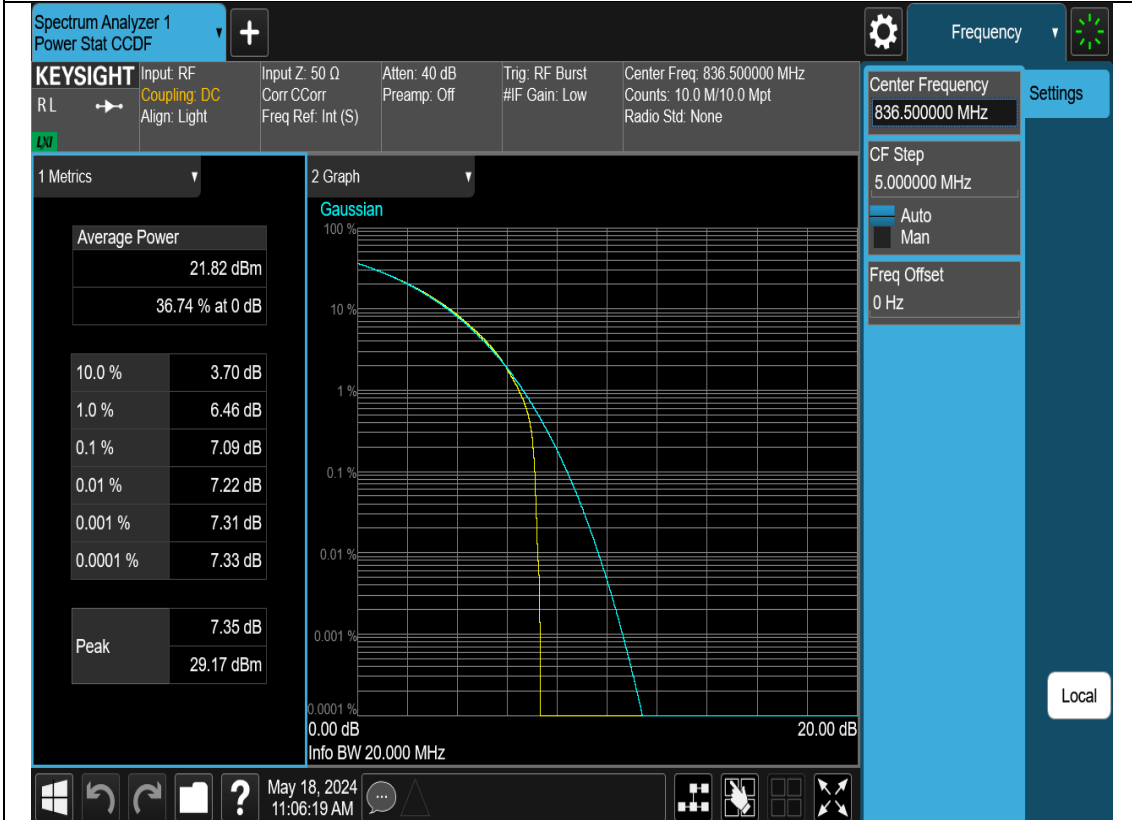 Spectrum Analyzer 1
Power Stat CCDF
Frequency
KEYSIGHT
RL
LXI
Input: RF
Coupling: DC
Align: Light
Input Z: 50 Ω
Corr CCorr
Freq Ref: Int (S)
Atten: 40 dB
Preamp: Off
Trig: RF Burst
#IF Gain: Low
Center Freq: 836.500000 MHz
Counts: 10.0 M/10.0 Mpt
Radio Std: None
Center Frequency
836.500000 MHz
Settings
CF Step
5.000000 MHz
Auto
Man
Freq Offset
0 Hz
1 Metrics
Average Power
21.82 dBm
36.74 % at 0 dB
10.0 % 3.70 dB
1.0 % 6.46 dB
0.1 % 7.09 dB
0.01 % 7.22 dB
0.001 % 7.31 dB
0.0001 % 7.33 dB
Peak 7.35 dB
29.17 dBm
2 Graph
Gaussian
100 %
10 %
1 %
0.1 %
0.01 %
0.001 %
0.0001 %
0.00 dB 20.00 dB
Info BW 20.000 MHz
Local
May 18, 2024
11:06:19 AM